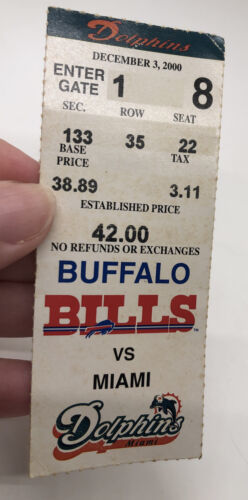 Dolphins
DECEMBER 3, 2000
ENTER GATE 1 8
SEC. ROW SEAT
133 35 22
BASE PRICE TAX
38.89 3.11
ESTABLISHED PRICE
42.00
NO REFUNDS OR EXCHANGES
BUFFALO
BILLS
VS
MIAMI
Dolphins
Miami